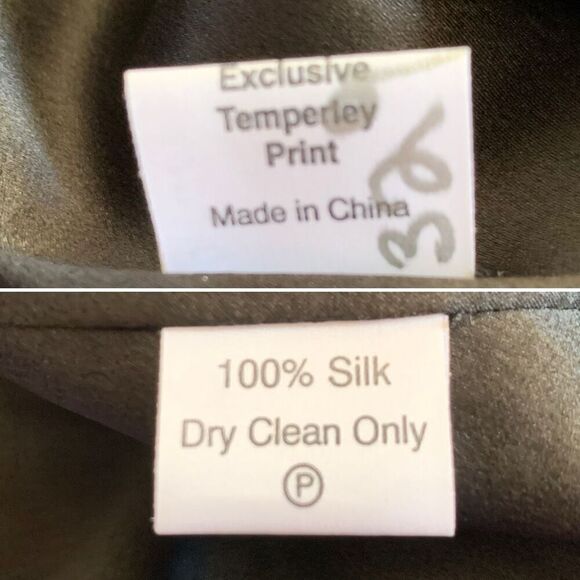 Exclusive
Temperley
Print
Made in China
100% Silk
Dry Clean Only
P